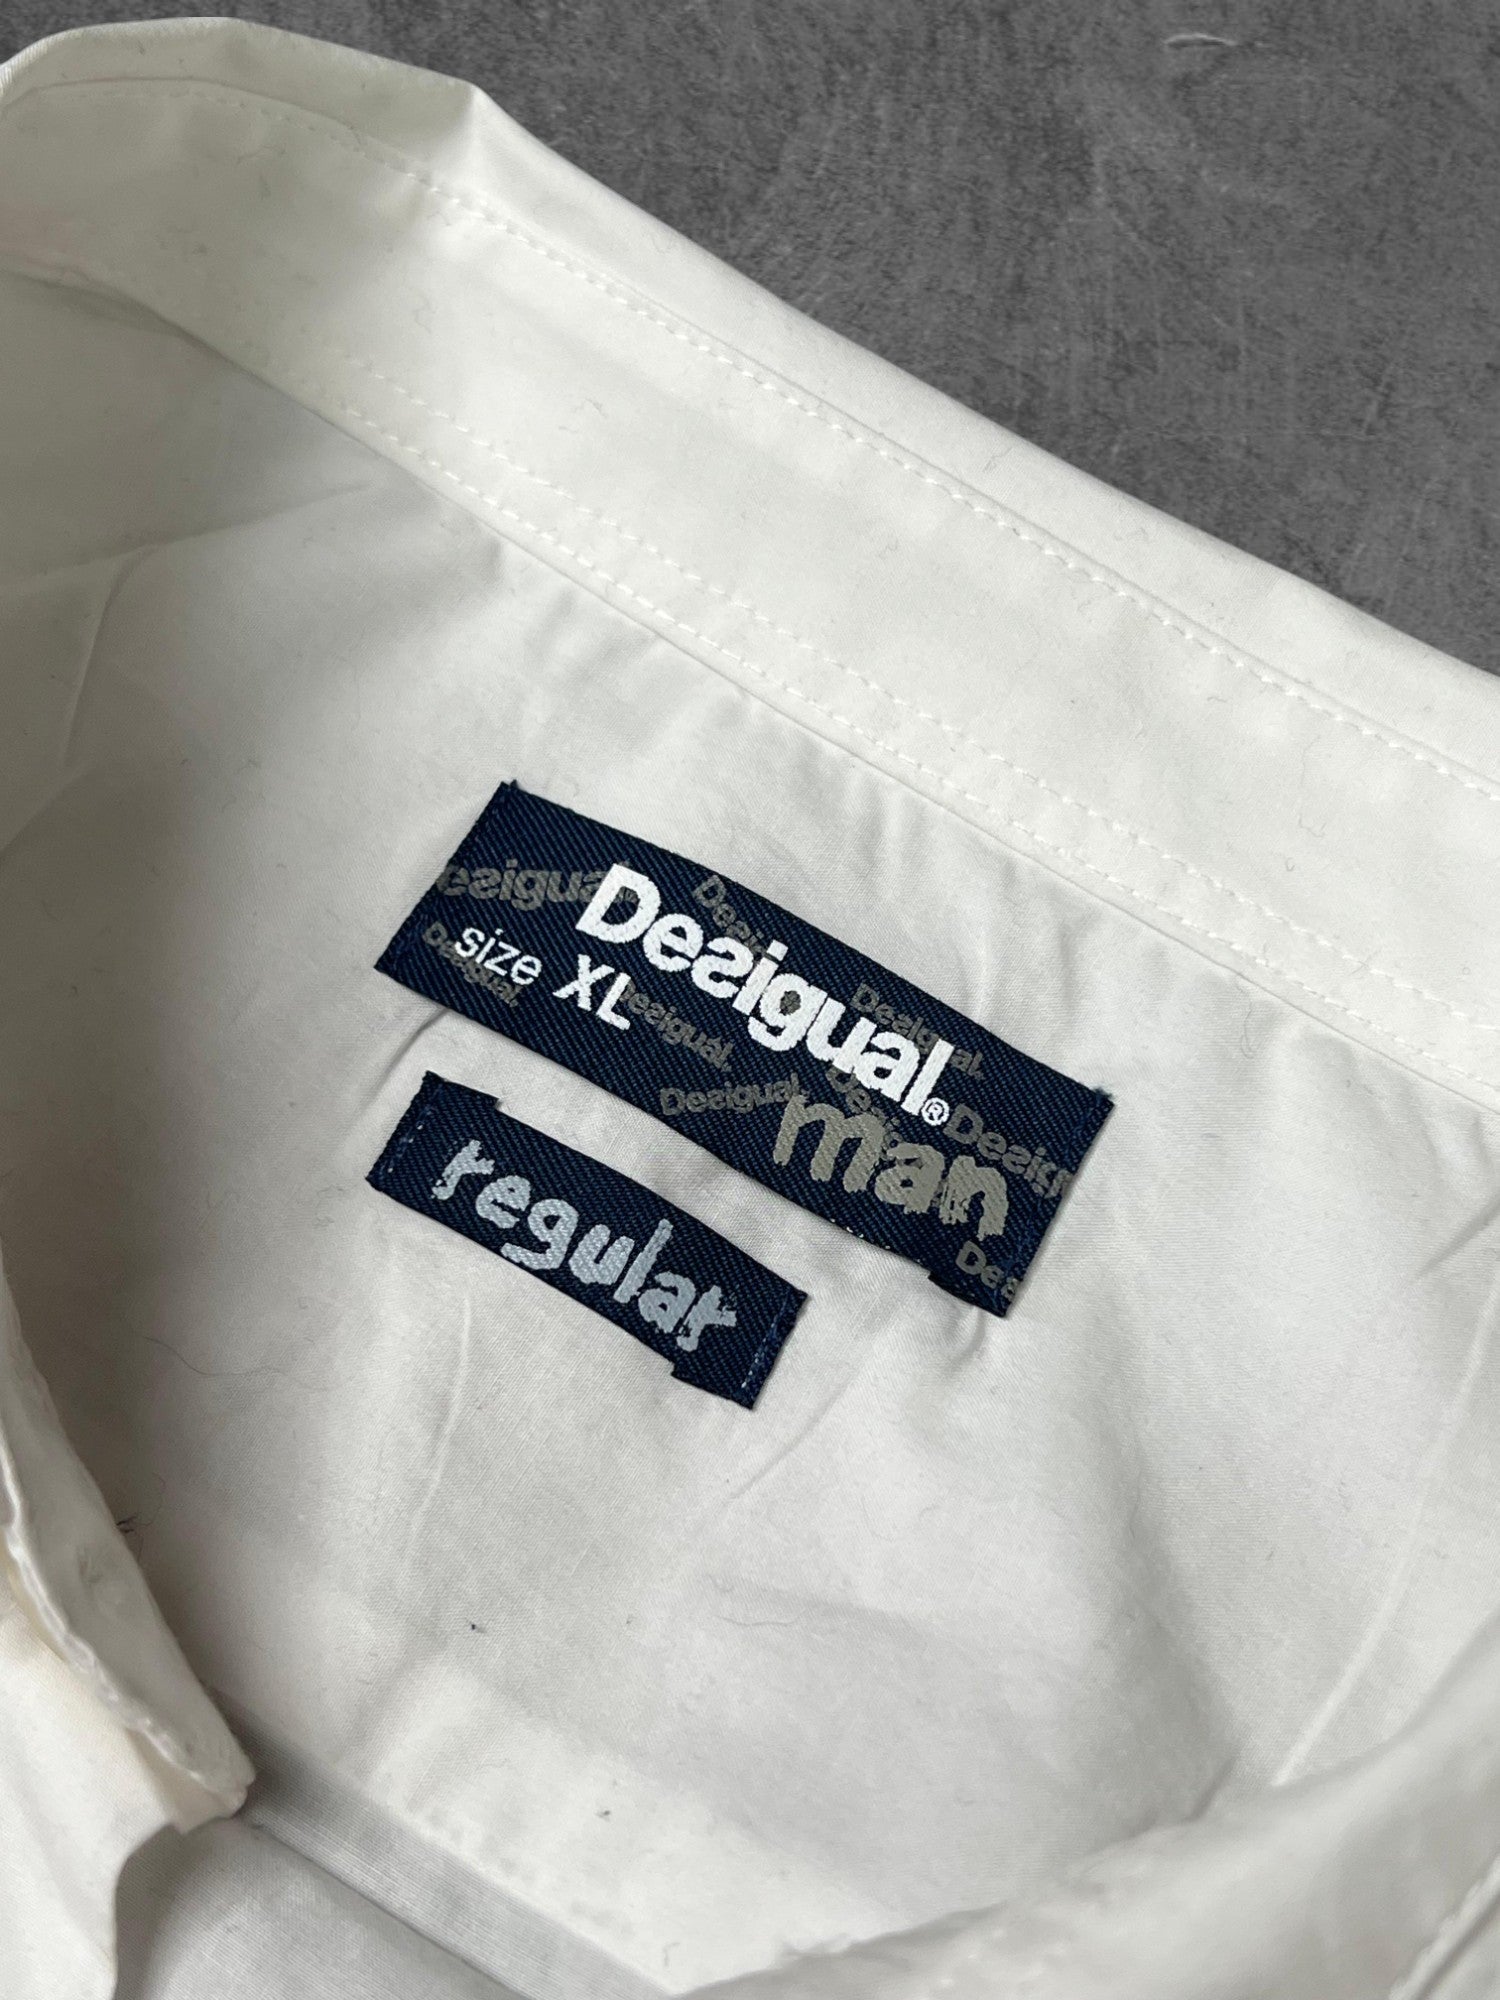 Desigual®
size XL
man
regular